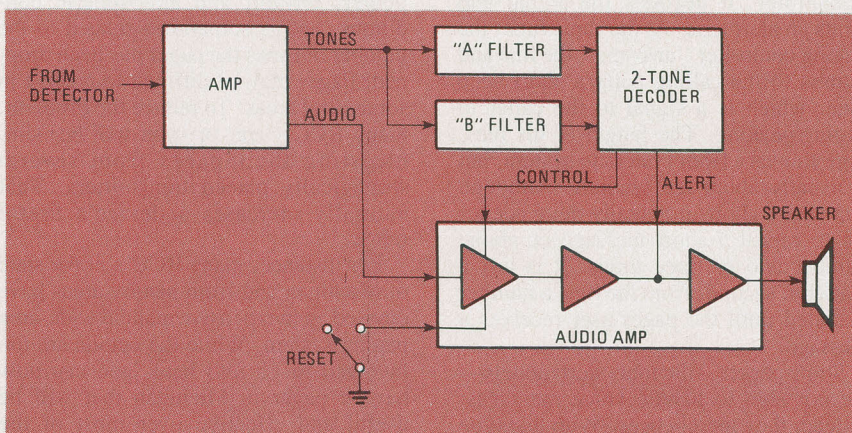 FROM
DETECTOR
AMP
TONES
AUDIO
"A" FILTER
"B" FILTER
2-TONE
DECODER
CONTROL
ALERT
SPEAKER
RESET
AUDIO AMP